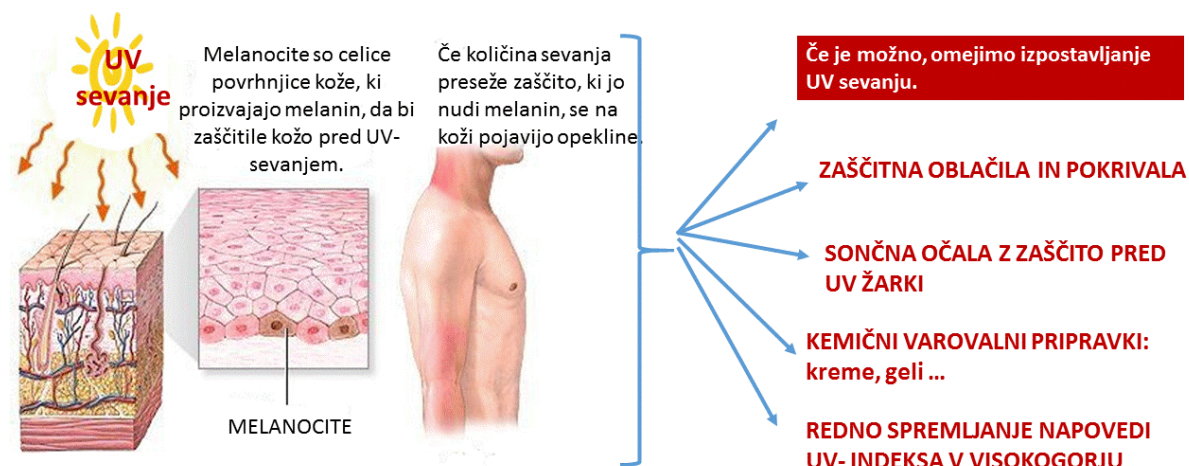 UV
sevanje
Melanocite so celice
povrhnjice kože, ki
proizvajajo melanin, da bi
zaščitile kožo pred UV-
sevanjem.
MELANOCITE
Če količina sevanja
preseže zaščito, ki jo
nudi melanin, se na
koži pojavijo opekline.
Če je možno, omejimo izpostavljanje
UV sevanju.
ZAŠČITNA OBLAČILA IN POKRIVALA
SONČNA OČALA Z ZAŠČITO PRED
UV ŽARKI
KEMIČNI VAROVALNI PRIPRAVKI:
kreme, geli …
REDNO SPREMLJANJE NAPOVEDI
UV- INDEKSA V VISOKOGORJU